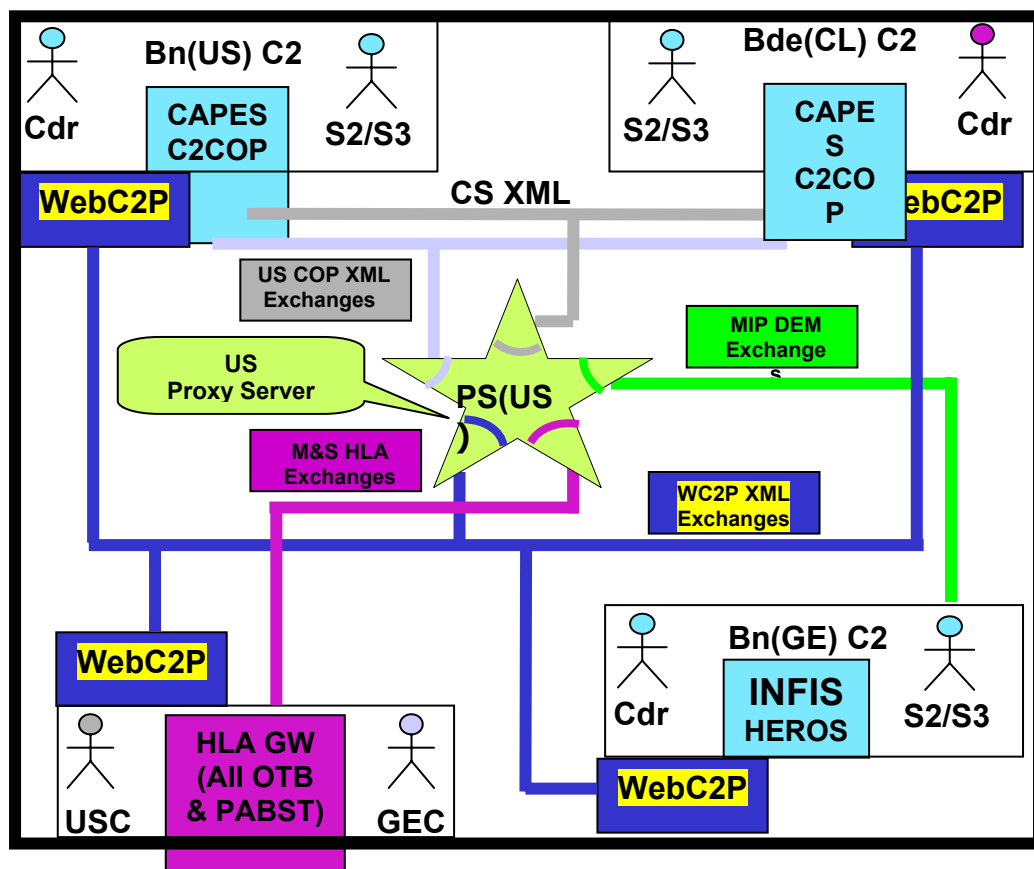 Bn(US) C2
Cdr
S2/S3
CAPES
C2COP
WebC2P
Bde(CL) C2
S2/S3
Cdr
CAPE
S
C2CO
P
ebC2P
CS XML
US COP XML
Exchanges
MIP DEM
Exchange
s
US
Proxy Server
PS(US
)
M&S HLA
Exchanges
WC2P XML
Exchanges
WebC2P
USC
HLA GW
(All OTB
& PABST)
GEC
Bn(GE) C2
Cdr
INFIS
HEROS
S2/S3
WebC2P